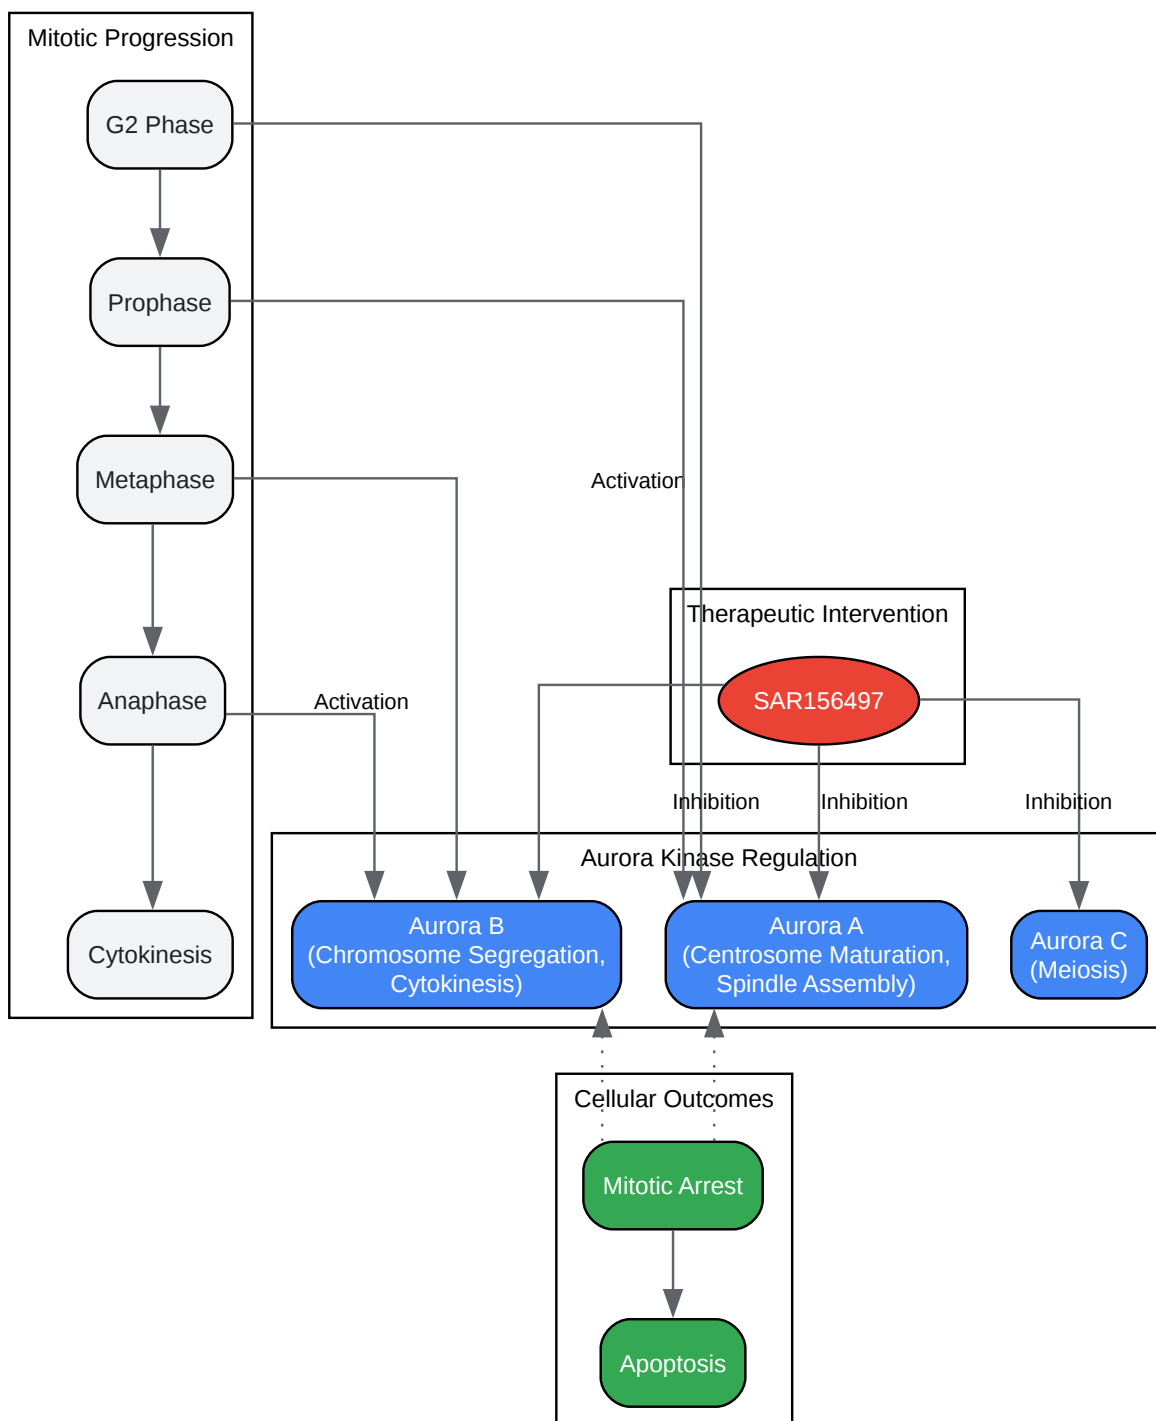 Mitotic Progression
G2 Phase
Prophase
Metaphase
Activation
Therapeutic Intervention
Anaphase
Activation
SAR156497
Inhibition
Inhibition
Inhibition
Aurora Kinase Regulation
Aurora B
(Chromosome Segregation,
Cytokinesis)
Aurora A
(Centrosome Maturation,
Spindle Assembly)
Aurora C
(Meiosis)
Cytokinesis
Cellular Outcomes
Mitotic Arrest
Apoptosis